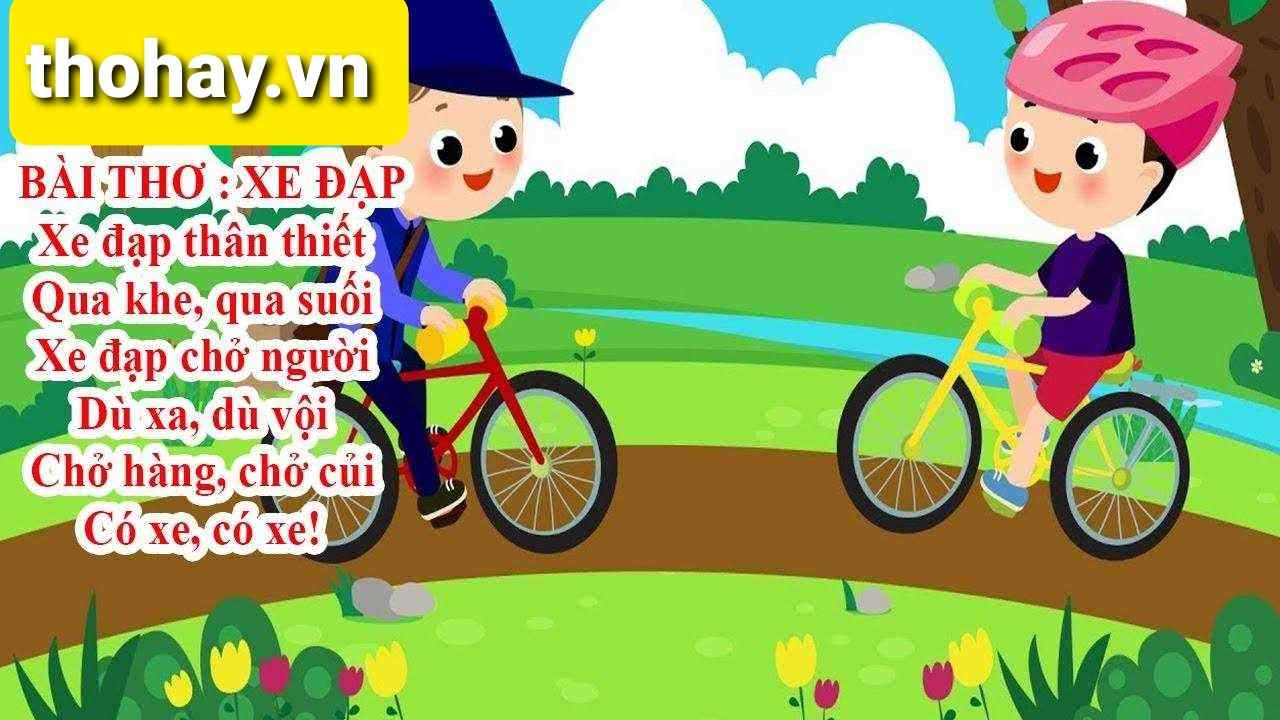 thohay.vn
BÀI THƠ : XE ĐẠP
Xe đạp thân thiết
Qua khe, qua suối
Xe đạp chở người
Dù xa, dù vội
Chở hàng, chở củi
Có xe, có xe!